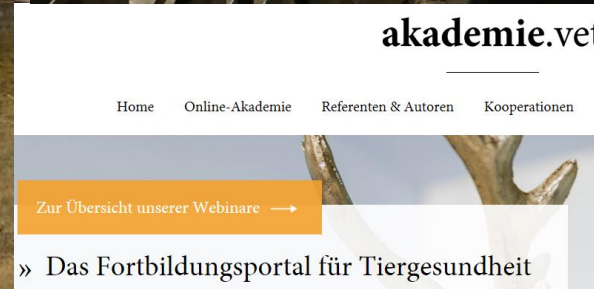 akademie.vet
Home Online-Akademie Referenten & Autoren Kooperationen
Zur Übersicht unserer Webinare →
» Das Fortbildungsportal für Tiergesundheit